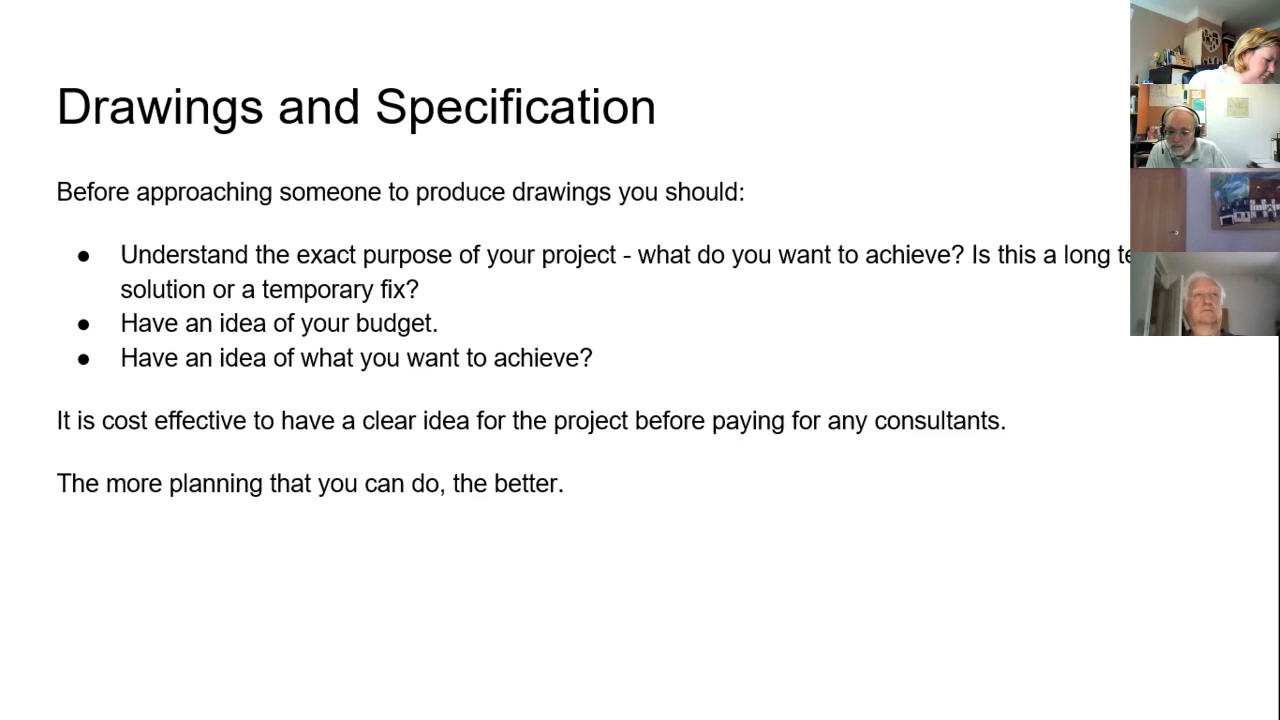 Drawings and Specification
Before approaching someone to produce drawings you should:
● Understand the exact purpose of your project - what do you want to achieve? Is this a long
solution or a temporary fix?
● Have an idea of your budget.
● Have an idea of what you want to achieve?
It is cost effective to have a clear idea for the project before paying for any consultants.
The more planning that you can do, the better.